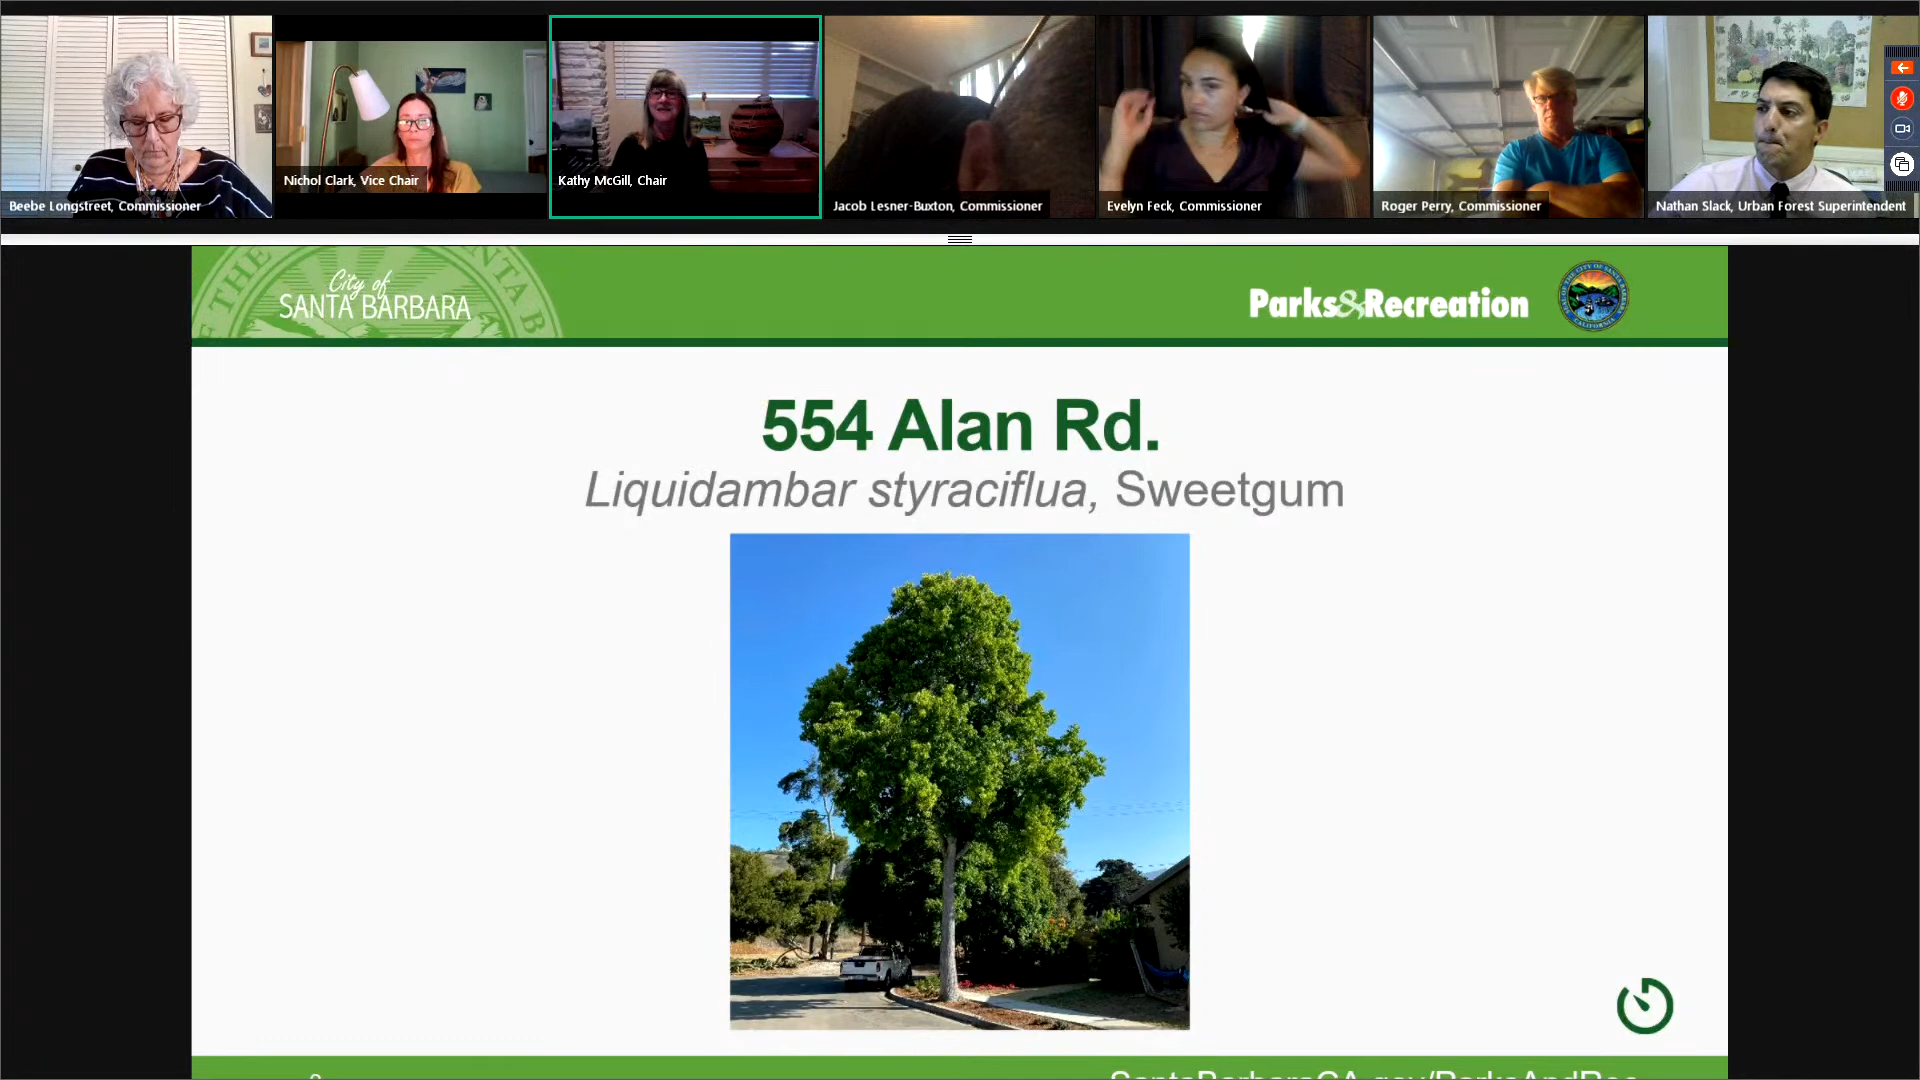 Beebe Longstreet, Commissioner
Nichol Clark, Vice Chair
Kathy McGill, Chair
Jacob Lesner-Buxton, Commissioner
Evelyn Feck, Commissioner
Roger Perry, Commissioner
Nathan Slack, Urban Forest Superintendent
City of
SANTA BARBARA
Parks&Recreation
554 Alan Rd.
Liquidambar styraciflua, Sweetgum